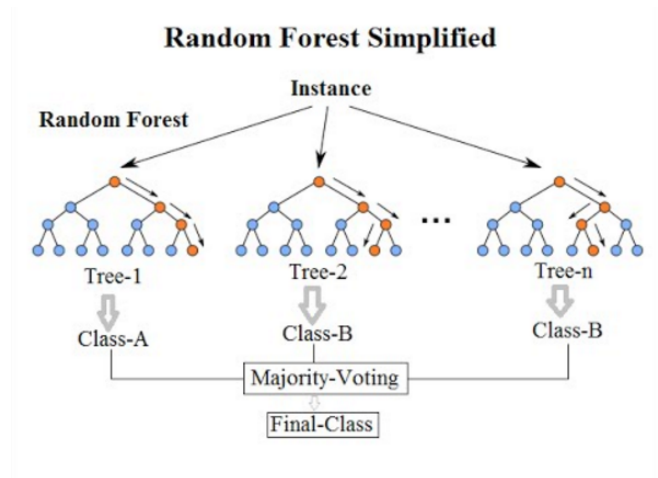 Random Forest Simplified
Instance
Random Forest
...
Tree-1
Tree-2
Tree-n
Class-A
Class-B
Class-B
Majority-Voting
Final-Class